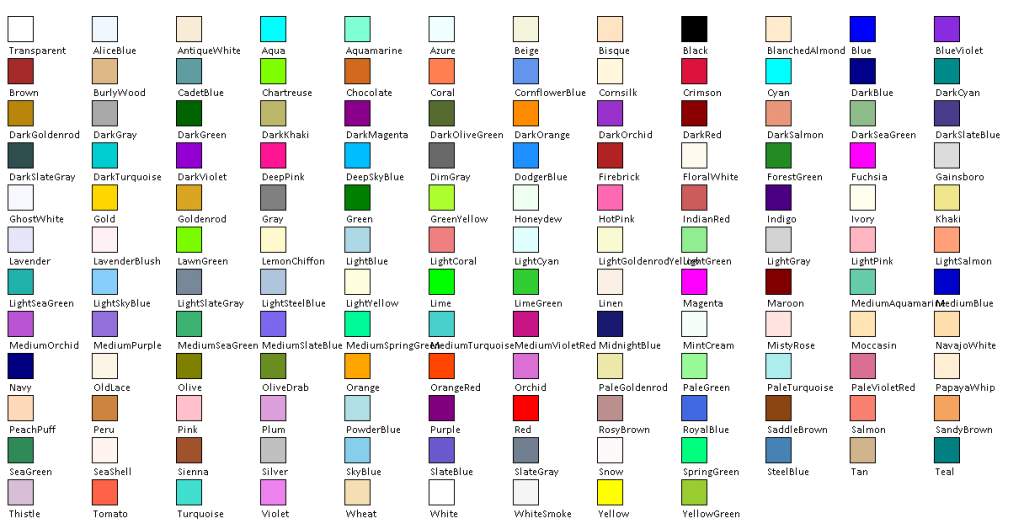 Transparent AliceBlue AntiqueWhite Aqua Aquamarine Azure Beige Bisque Black BlanchedAlmond Blue BlueViolet
Brown BurlyWood CadetBlue Chartreuse Chocolate Coral CornflowerBlue Cornsilk Crimson Cyan DarkBlue DarkCyan
DarkGoldenrod DarkGray DarkGreen DarkKhaki DarkMagenta DarkOliveGreen DarkOrange DarkOrchid DarkRed DarkSalmon DarkSeaGreen DarkSlateBlue
DarkSlateGray DarkTurquoise DarkViolet DeepPink DeepSkyBlue DimGray DodgerBlue Firebrick FloralWhite ForestGreen Fuchsia Gainsboro
GhostWhite Gold Goldenrod Gray Green GreenYellow Honeydew HotPink IndianRed Indigo Ivory Khaki
Lavender LavenderBlush LawnGreen LemonChiffon LightBlue LightCoral LightCyan LightGoldenrodYellow LightGreen LightGray LightPink LightSalmon
LightSeaGreen LightSkyBlue LightSlateGray LightSteelBlue LightYellow Lime LimeGreen Linen Magenta Maroon MediumAquamarine MediumBlue
MediumOrchid MediumPurple MediumSeaGreen MediumSlateBlue MediumSpringGreen MediumTurquoise MediumVioletRed MidnightBlue MintCream MistyRose Moccasin NavajoWhite
Navy OldLace Olive OliveDrab Orange OrangeRed Orchid PaleGoldenrod PaleGreen PaleTurquoise PaleVioletRed PapayaWhip
PeachPuff Peru Pink Plum PowderBlue Purple Red RosyBrown RoyalBlue SaddleBrown Salmon SandyBrown
SeaGreen SeaShell Sienna Silver SkyBlue SlateBlue SlateGray Snow SpringGreen SteelBlue Tan Teal
Thistle Tomato Turquoise Violet Wheat White WhiteSmoke Yellow YellowGreen